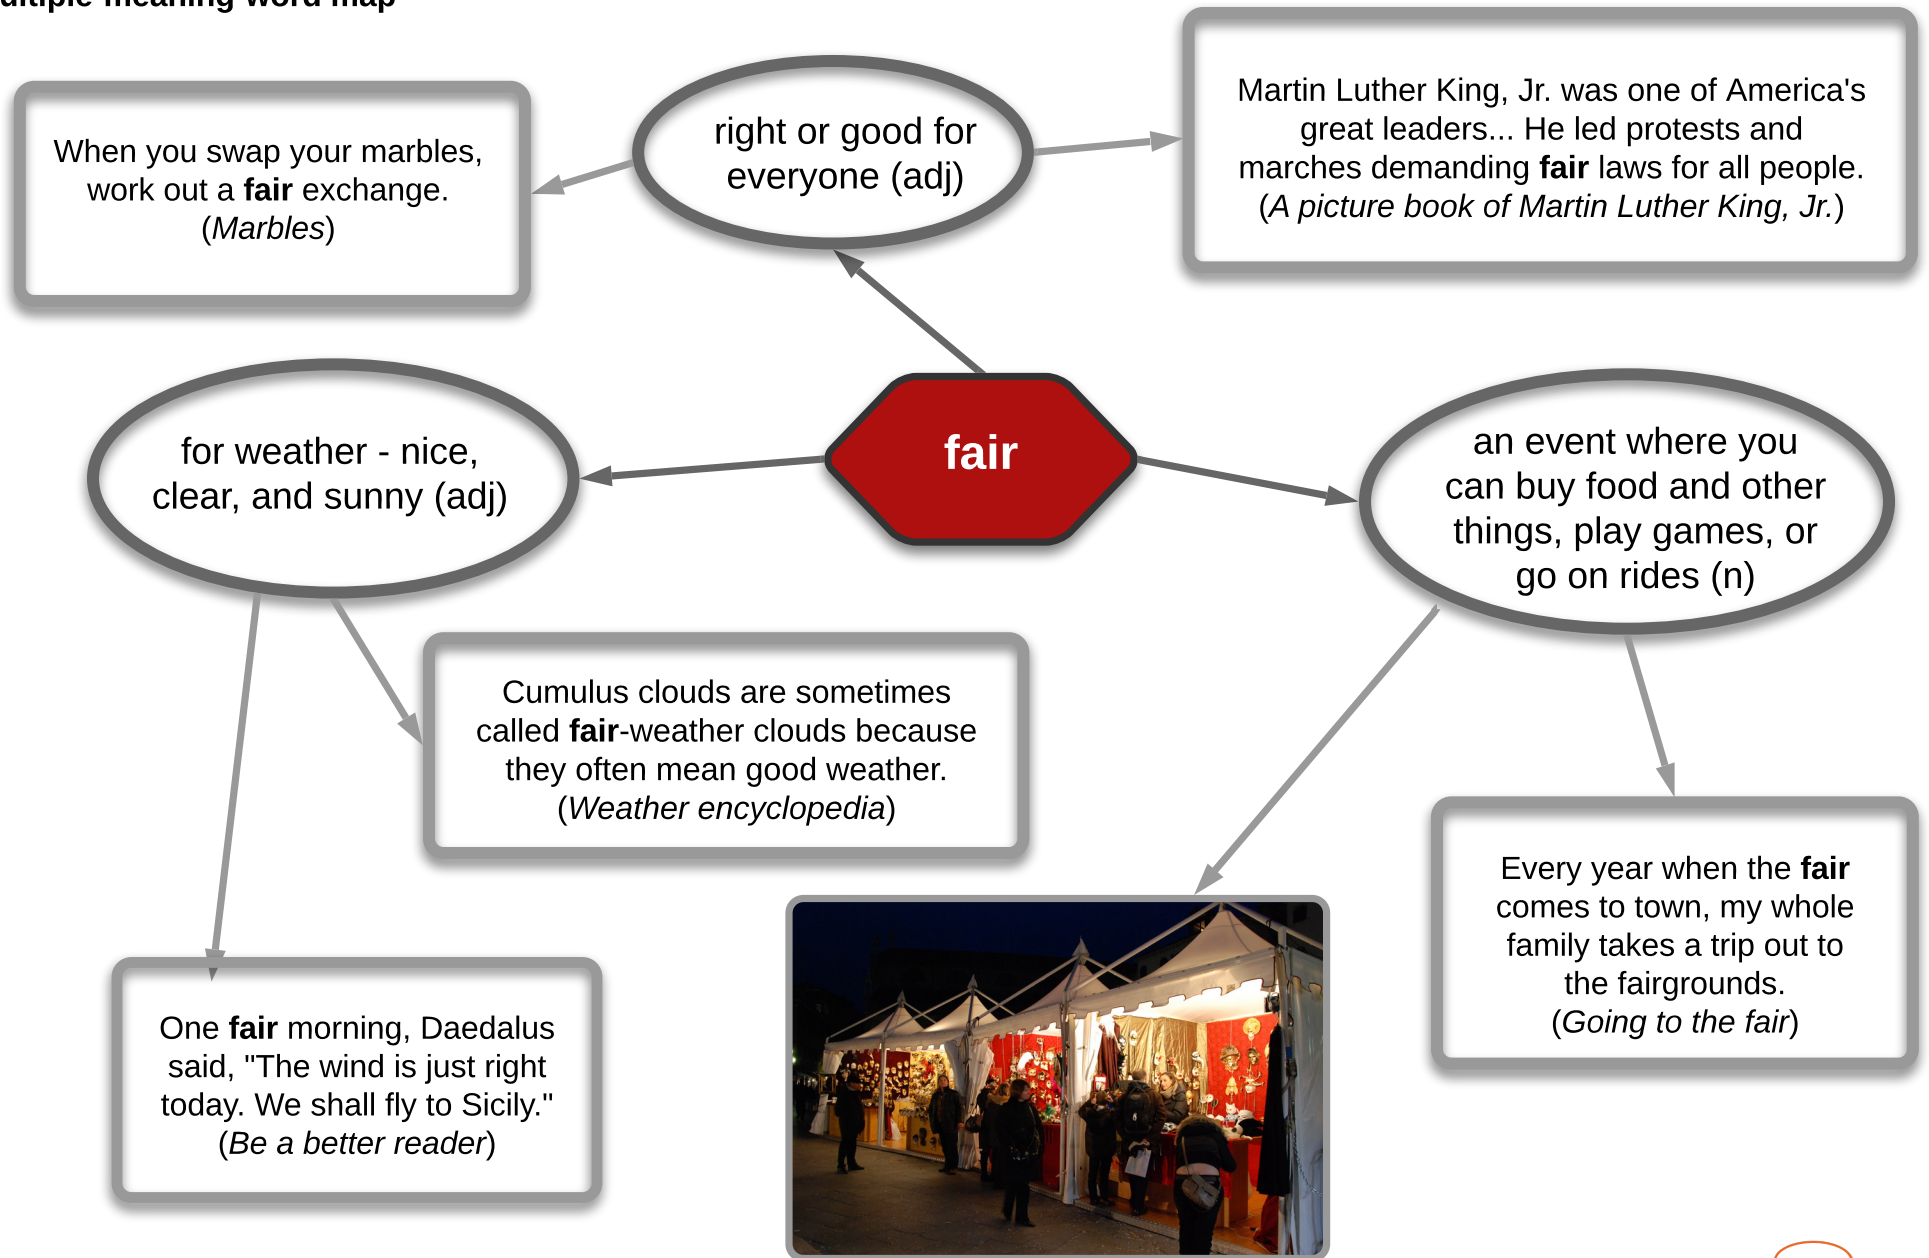 multiple meaning word map
right or good for
everyone (adj)
When you swap your marbles,
work out a fair exchange.
(Marbles)
Martin Luther King, Jr. was one of America's
great leaders... He led protests and
marches demanding fair laws for all people.
(A picture book of Martin Luther King, Jr.)
fair
for weather - nice,
clear, and sunny (adj)
an event where you
can buy food and other
things, play games, or
go on rides (n)
Cumulus clouds are sometimes
called fair-weather clouds because
they often mean good weather.
(Weather encyclopedia)
One fair morning, Daedalus
said, "The wind is just right
today. We shall fly to Sicily."
(Be a better reader)
Every year when the fair
comes to town, my whole
family takes a trip out to
the fairgrounds.
(Going to the fair)